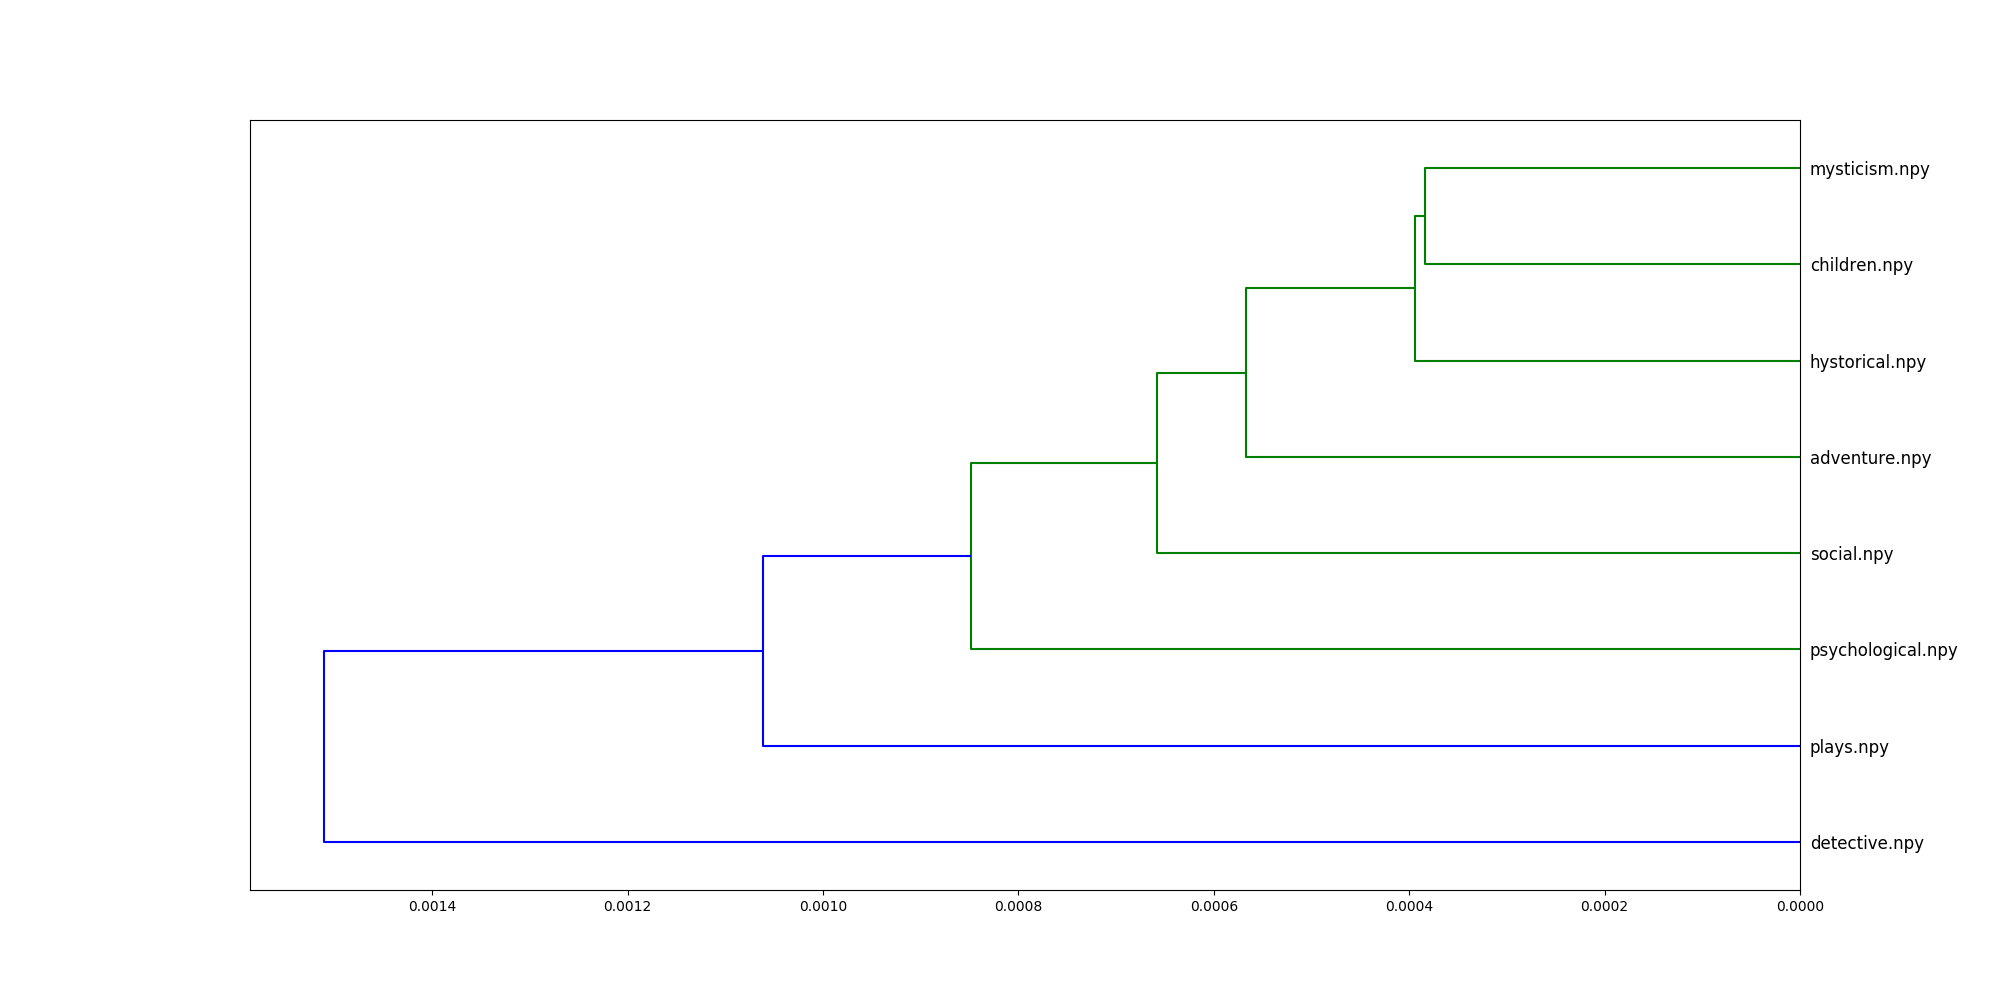 mysticism.npy
children.npy
hystorical.npy
adventure.npy
social.npy
psychological.npy
plays.npy
detective.npy
0.0014 0.0012 0.0010 0.0008 0.0006 0.0004 0.0002 0.0000